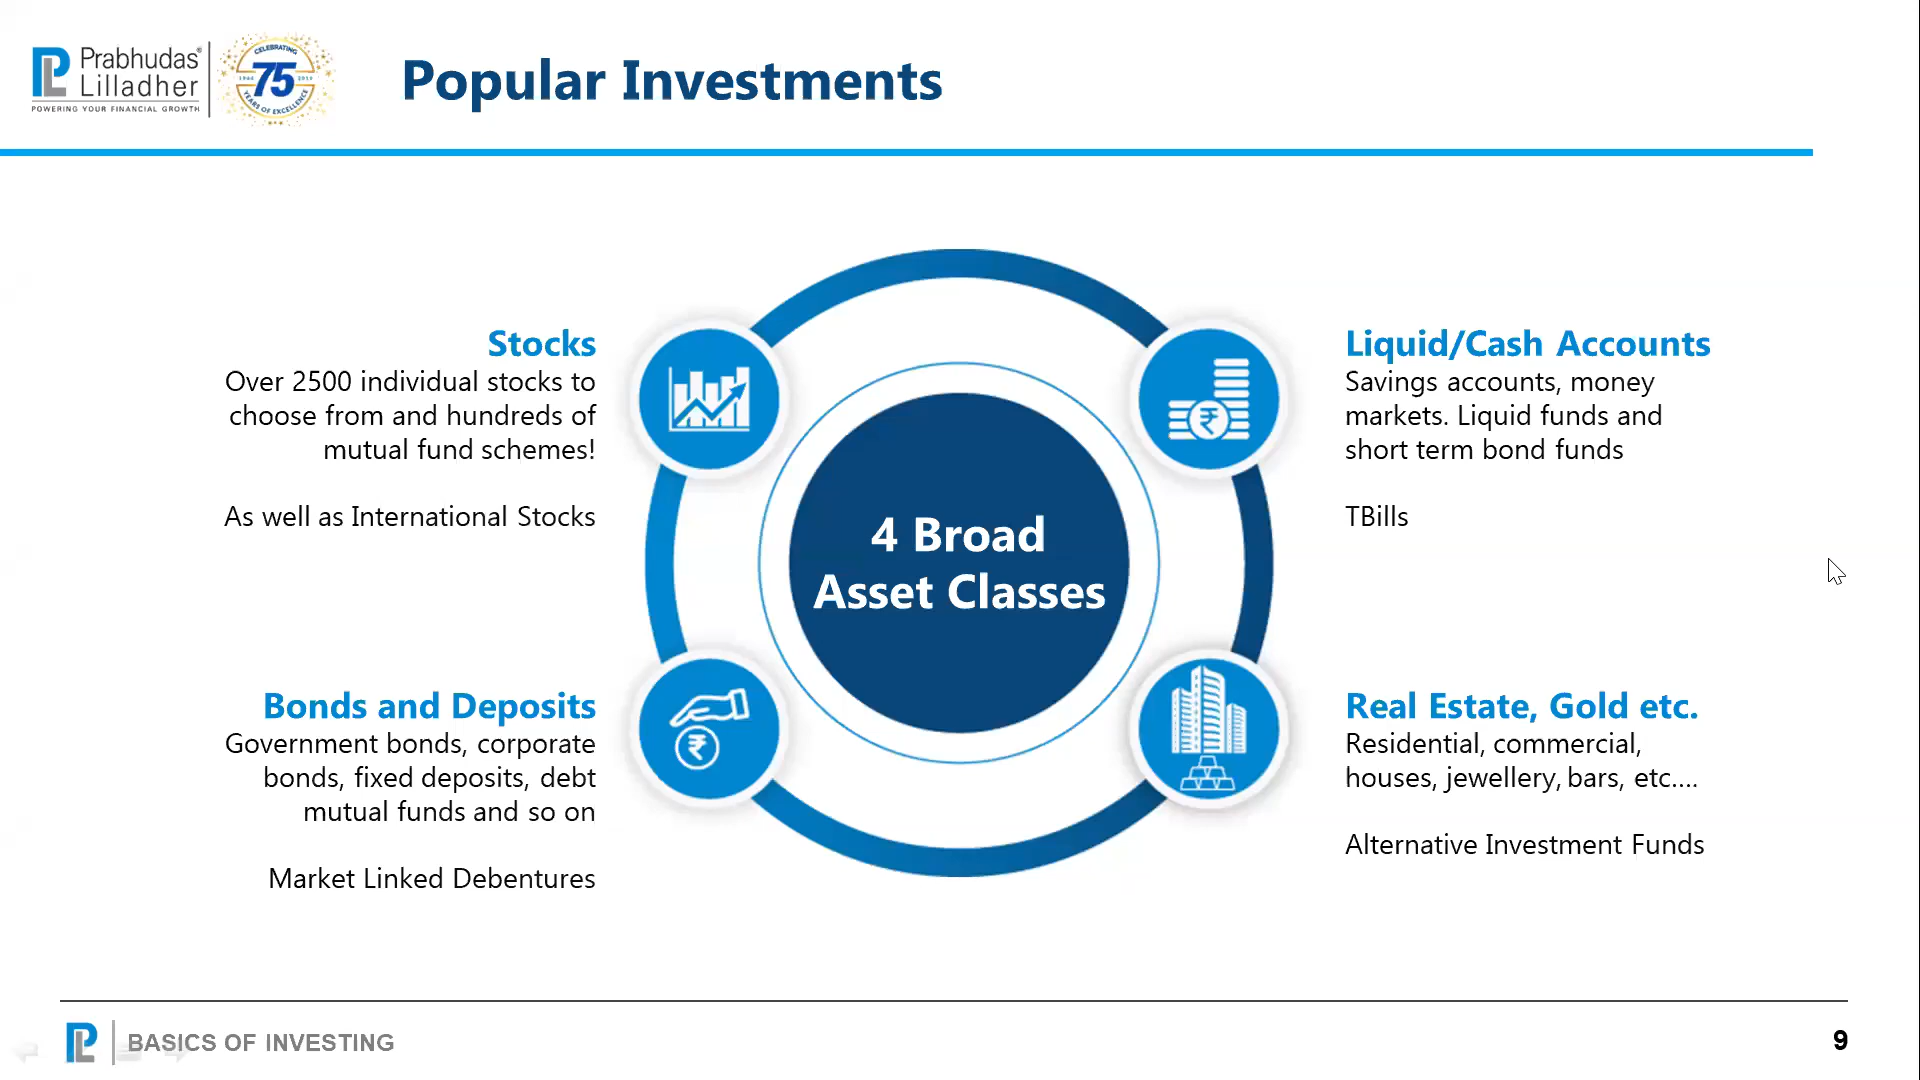 Prabhudas®
Lilladher
POWERING YOUR FINANCIAL GROWTH
CELEBRATING
75
1944 2019
YEARS OF EXCELLENCE
Popular Investments
Stocks
Over 2500 individual stocks to
choose from and hundreds of
mutual fund schemes!
As well as International Stocks
Liquid/Cash Accounts
Savings accounts, money
markets. Liquid funds and
short term bond funds
TBills
4 Broad
Asset Classes
Bonds and Deposits
Government bonds, corporate
bonds, fixed deposits, debt
mutual funds and so on
Market Linked Debentures
Real Estate, Gold etc.
Residential, commercial,
houses, jewellery, bars, etc....
Alternative Investment Funds
BASICS OF INVESTING
9